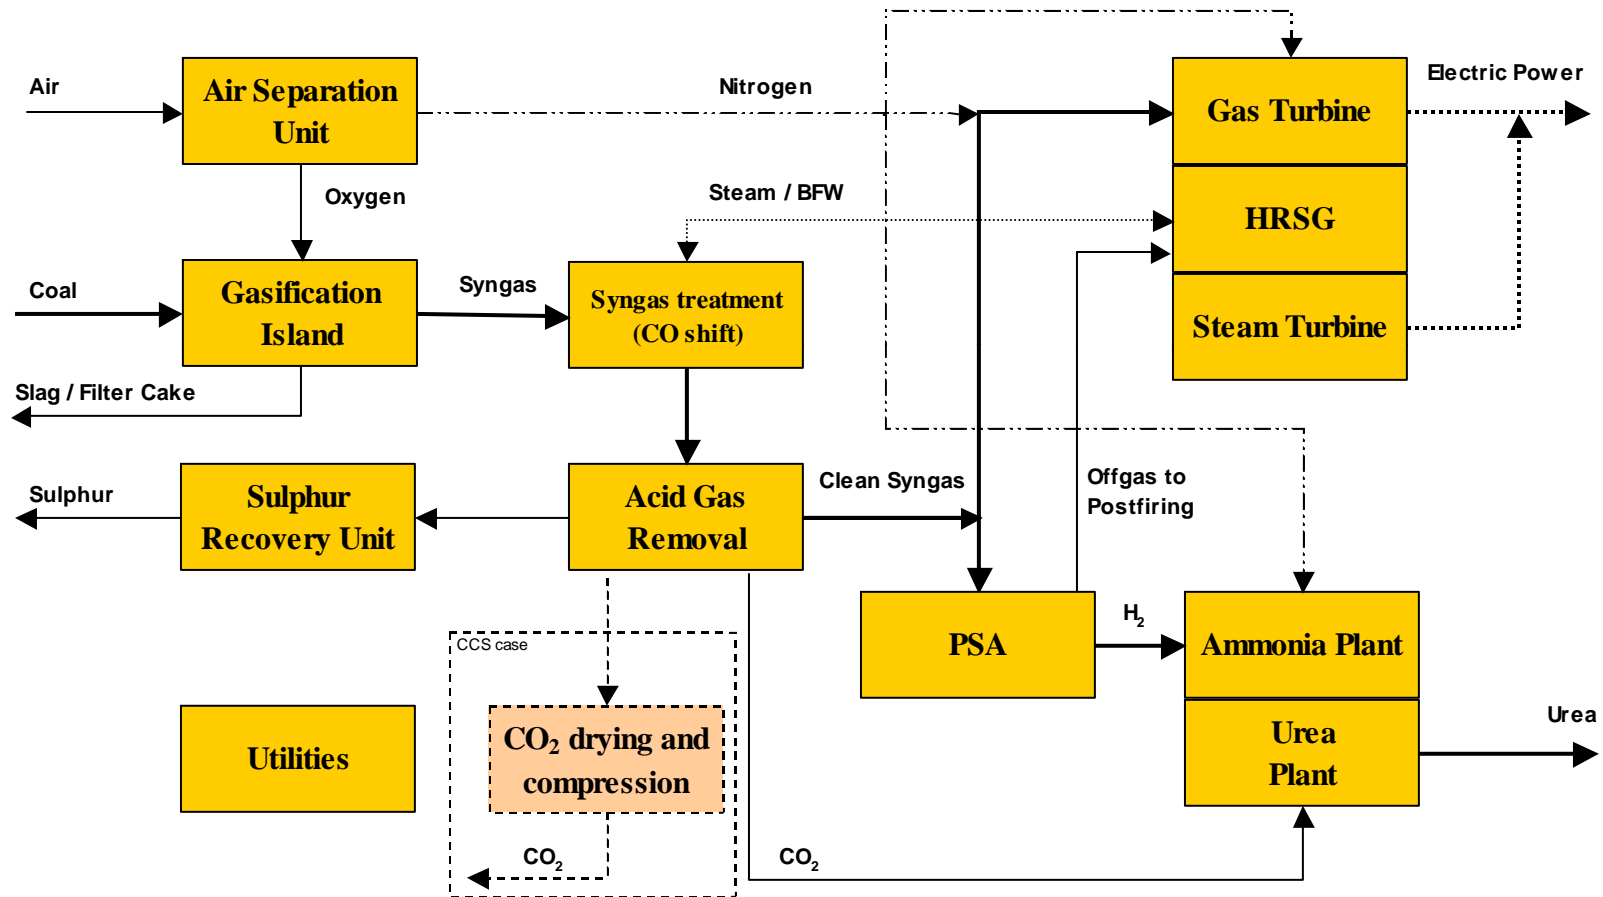 Air
Air Separation
Unit
Nitrogen
Gas Turbine
Electric Power
Oxygen
Steam / BFW
HRSG
Coal
Gasification
Island
Syngas
Syngas treatment
(CO shift)
Steam Turbine
Slag / Filter Cake
Sulphur
Sulphur
Recovery Unit
Acid Gas
Removal
Clean Syngas
Offgas to
Postfiring
PSA
H₂
Ammonia Plant
CCS case
Utilities
CO₂ drying and
compression
Urea
Plant
Urea
CO₂
CO₂